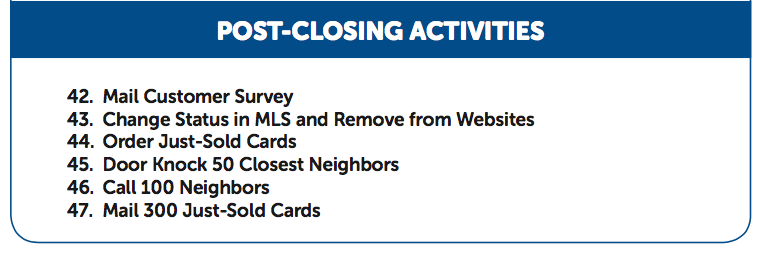 POST-CLOSING ACTIVITIES
42. Mail Customer Survey
43. Change Status in MLS and Remove from Websites
44. Order Just-Sold Cards
45. Door Knock 50 Closest Neighbors
46. Call 100 Neighbors
47. Mail 300 Just-Sold Cards